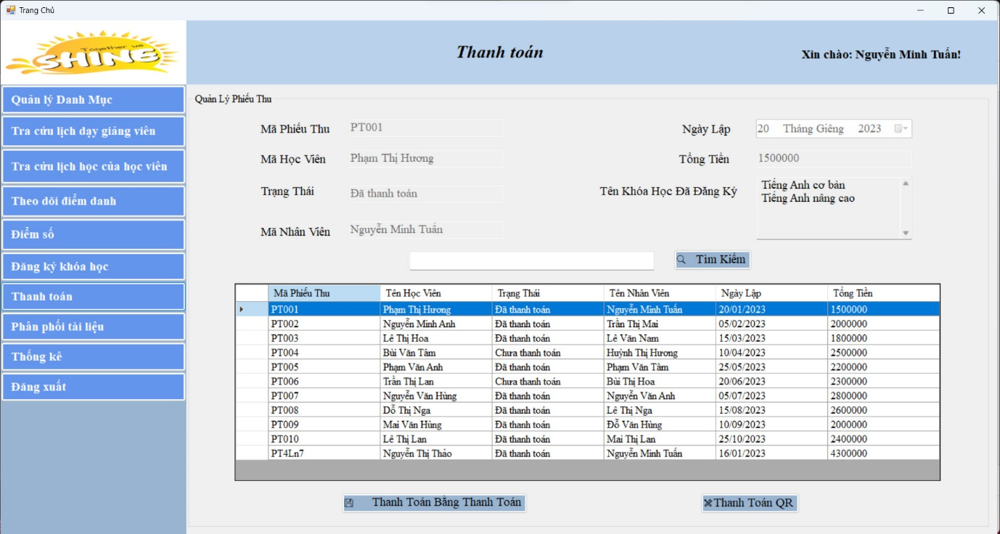 Trang Chủ
Together we
SHINE
Thanh toán
Xin chào: Nguyễn Minh Tuấn!
Quản lý Danh Mục
Tra cứu lịch dạy giảng viên
Tra cứu lịch học của học viên
Theo dõi điểm danh
Điểm số
Đăng ký khóa học
Thanh toán
Phân phối tài liệu
Thống kê
Đăng xuất
Quản Lý Phiếu Thu
Mã Phiếu Thu PT001 Ngày Lập 20 Tháng Giêng 2023
Mã Học Viên Phạm Thị Hương Tổng Tiền 1500000
Trạng Thái Đã thanh toán Tên Khóa Học Đã Đăng Ký Tiếng Anh cơ bản
Tiếng Anh nâng cao
Mã Nhân Viên Nguyễn Minh Tuấn
Tìm Kiếm
Mã Phiếu Thu Tên Học Viên Trạng Thái Tên Nhân Viên Ngày Lập Tổng Tiền
PT001 Phạm Thị Hương Đã thanh toán Nguyễn Minh Tuấn 20/01/2023 1500000
PT002 Nguyễn Minh Anh Đã thanh toán Trần Thị Mai 05/02/2023 2000000
PT003 Lê Thị Hoa Đã thanh toán Lê Văn Nam 15/03/2023 1800000
PT004 Bùi Văn Tâm Chưa thanh toán Huỳnh Thị Hương 10/04/2023 2500000
PT005 Phạm Văn Anh Đã thanh toán Phạm Văn Tâm 25/05/2023 2200000
PT006 Trần Thị Lan Chưa thanh toán Bùi Thị Hoa 20/06/2023 2300000
PT007 Nguyễn Văn Hùng Đã thanh toán Nguyễn Văn Anh 05/07/2023 2800000
PT008 Dỗ Thị Nga Đã thanh toán Lê Thị Nga 15/08/2023 2600000
PT009 Mai Văn Hùng Đã thanh toán Đỗ Văn Hùng 10/09/2023 2000000
PT010 Lê Thị Lan Đã thanh toán Mai Thị Lan 25/10/2023 2400000
PT4Ln7 Nguyễn Thị Thảo Đã thanh toán Nguyễn Minh Tuấn 16/01/2023 4300000
Thanh Toán Bằng Thanh Toán
Thanh Toán QR